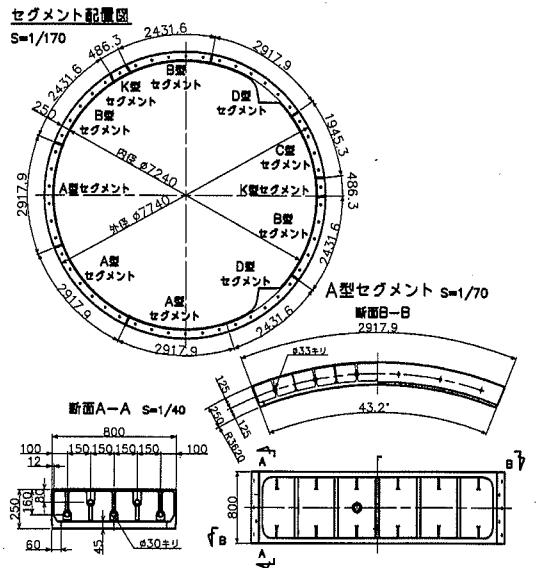 セグメント配置図
S=1/170
2431.6
486.3
2431.6
250
2917.9
2917.9
2917.9
2431.6
2431.6
486.3
1945.3
2917.9
B型
セグメント
K型
セグメント
B型
セグメント
D型
セグメント
C型
セグメント
内径 ø7240
外径 ø7740
A型セグメント
K型セグメント
B型
セグメント
A型
セグメント
D型
セグメント
A型
セグメント
A型セグメント S=1/70
断面B-B
2917.9
ø33キリ
125
250
125
R3620
43.2°
断面A-A S=1/40
800
100 150 150 150 150 100
12
250
160
80
60
45
ø30キリ
A
B
800
B
A